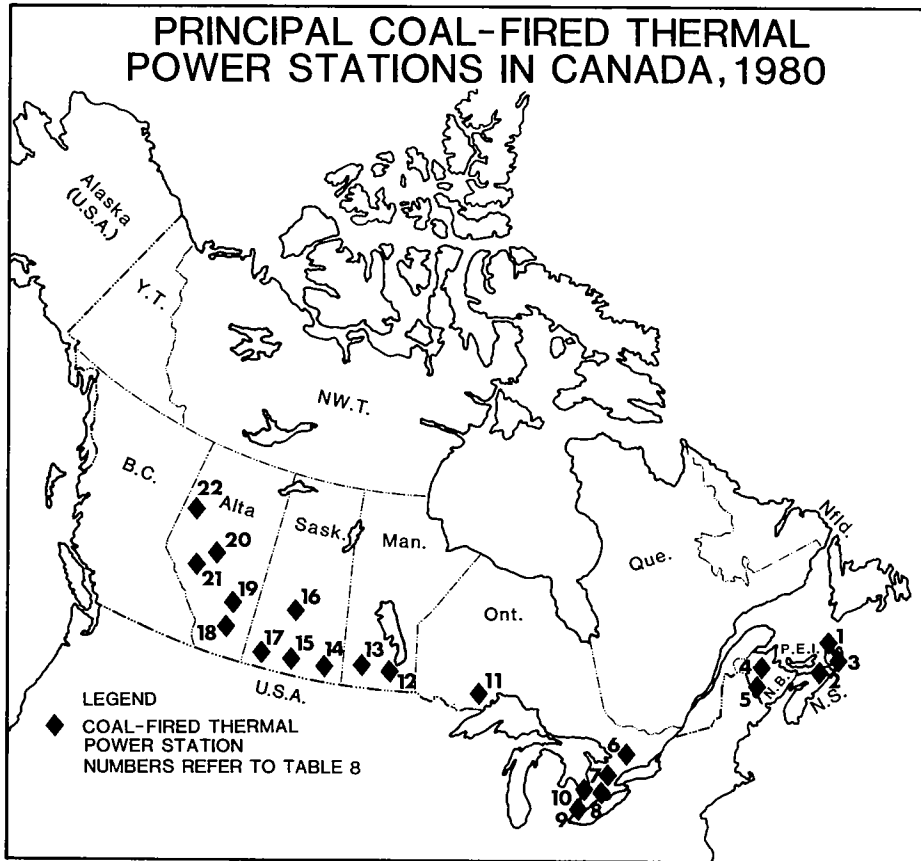 PRINCIPAL COAL-FIRED THERMAL
POWER STATIONS IN CANADA, 1980
Alaska
(U.S.A.)
Y.T.
N.W.T.
B.C.
22
Alta
Sask.
Man.
Que.
Nfld.
20
21
19
16
Ont.
18
17
15
14
13
12
11
U.S.A.
1
P.E.I.
4
3
2
5
N.B.
N.S.
LEGEND
COAL-FIRED THERMAL
POWER STATION
NUMBERS REFER TO TABLE 8
6
7
10
8
9